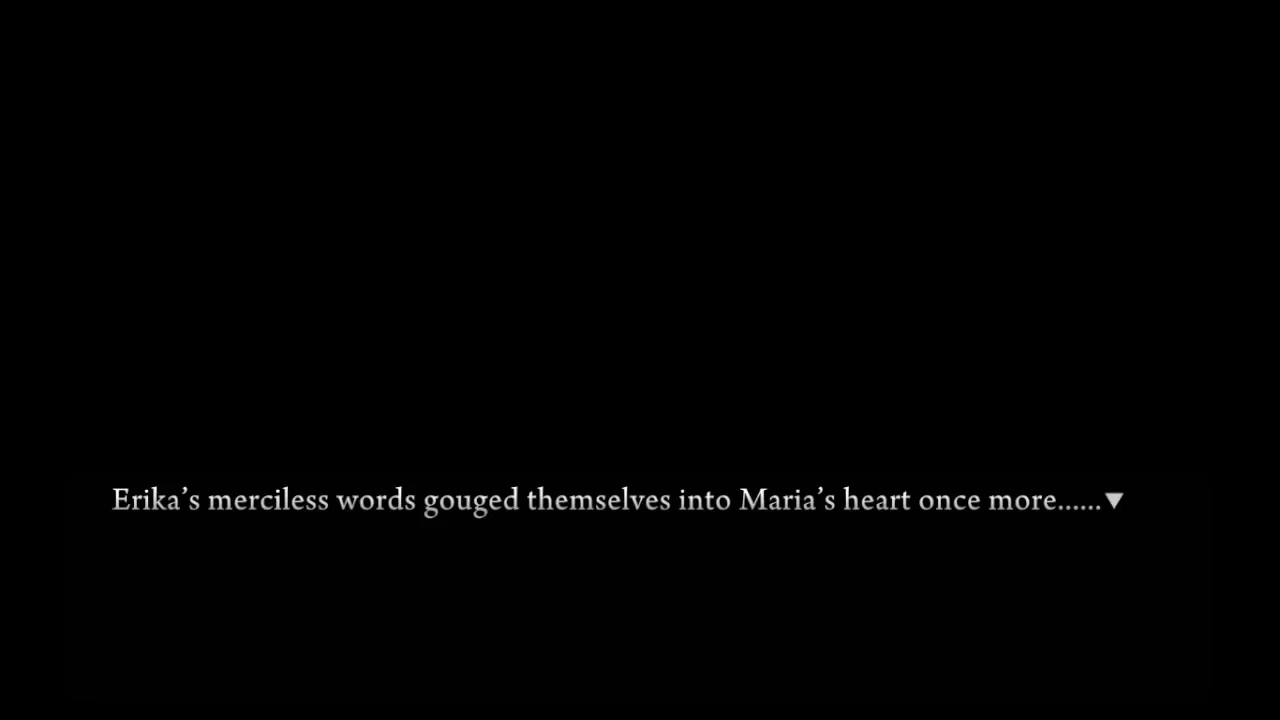 Erika’s merciless words gouged themselves into Maria’s heart once more......▼